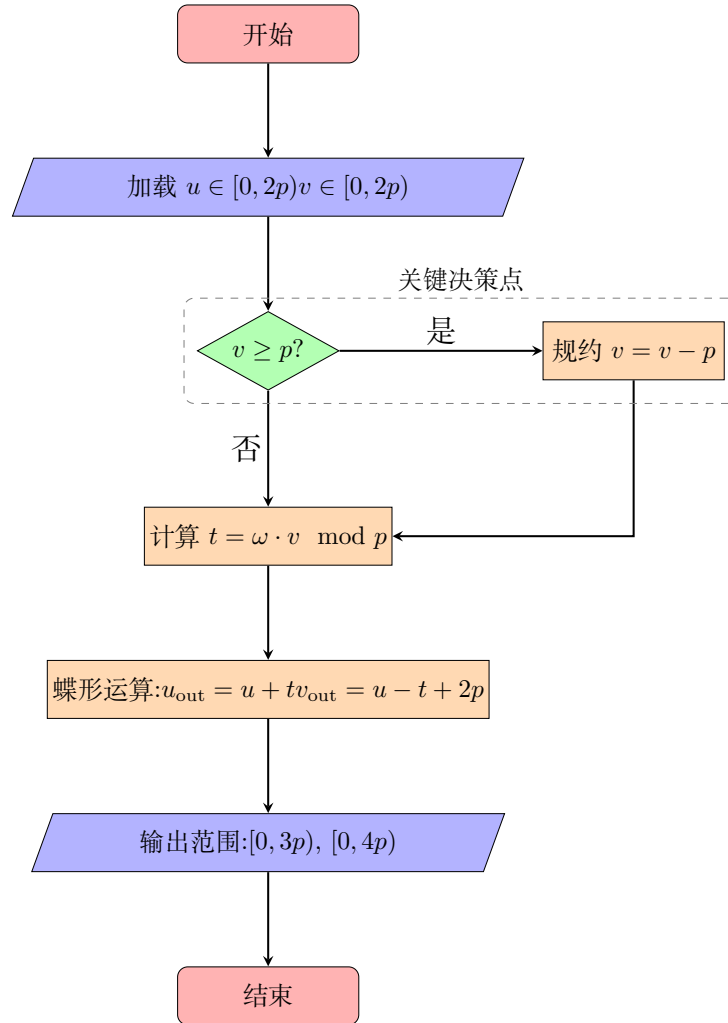 开始
加载 u ∈ [0, 2p)v ∈ [0, 2p)
关键决策点
v ≥ p?
是
规约 v = v − p
否
计算 t = ω · v mod p
蝶形运算:u_out = u + tv_out = u − t + 2p
输出范围:[0, 3p), [0, 4p)
结束